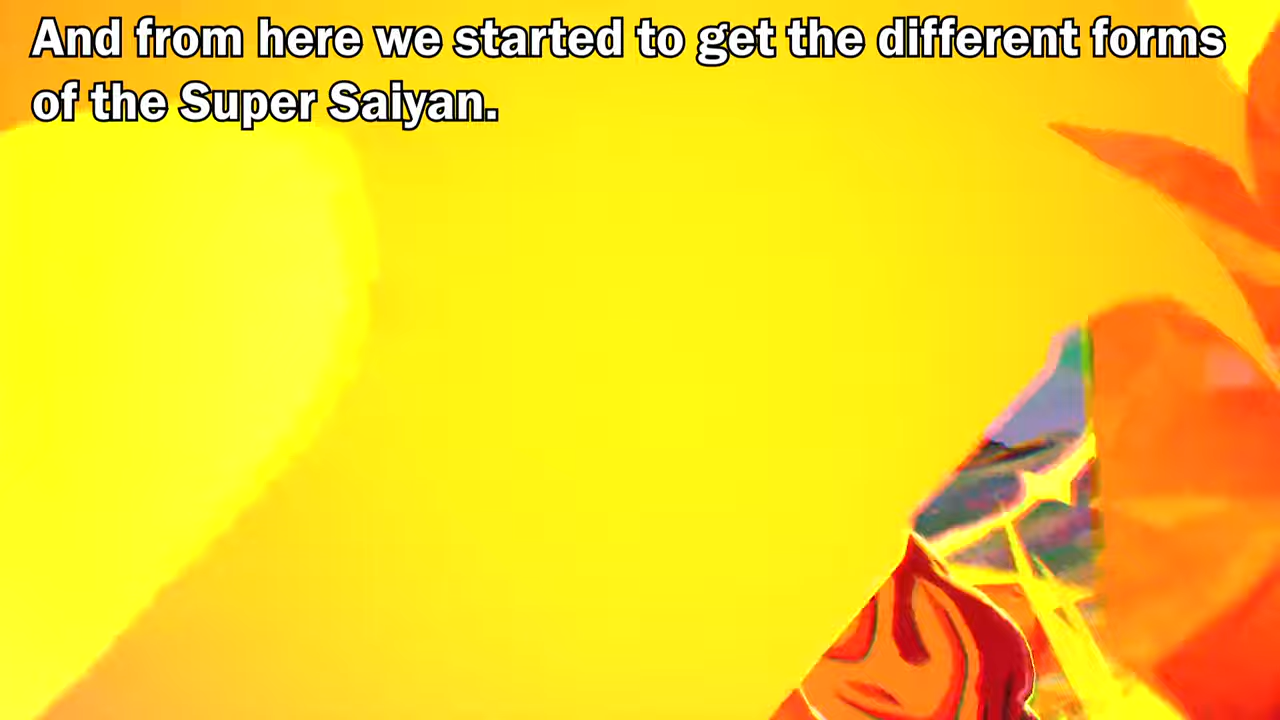 And from here we started to get the different forms
of the Super Saiyan.